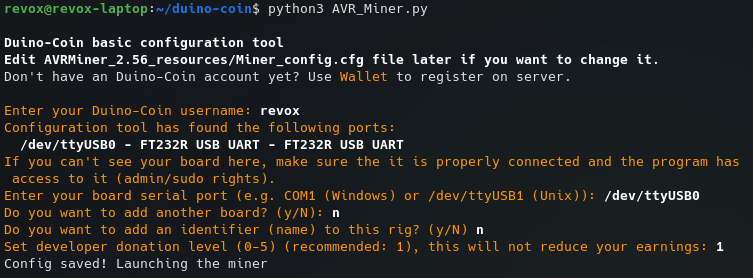 revox@revox-laptop:~/duino-coin$ python3 AVR_Miner.py
Duino-Coin basic configuration tool
Edit AVRMiner_2.56_resources/Miner_config.cfg file later if you want to change it.
Don't have an Duino-Coin account yet? Use Wallet to register on server.
Enter your Duino-Coin username: revox
Configuration tool has found the following ports:
/dev/ttyUSB0 - FT232R USB UART - FT232R USB UART
If you can't see your board here, make sure the it is properly connected and the program has
access to it (admin/sudo rights).
Enter your board serial port (e.g. COM1 (Windows) or /dev/ttyUSB1 (Unix)): /dev/ttyUSB0
Do you want to add another board? (y/N): n
Do you want to add an identifier (name) to this rig? (y/N) n
Set developer donation level (0-5) (recommended: 1), this will not reduce your earnings: 1
Config saved! Launching the miner